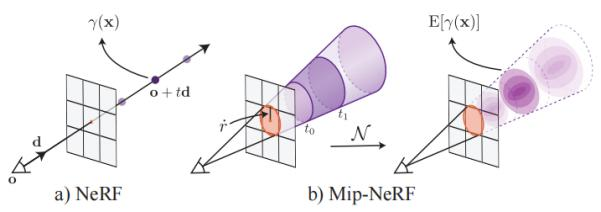 γ(x)
E[γ(x)]
o + td
ṙ
t₀
t₁
d
𝒩
o
a) NeRF
b) Mip-NeRF